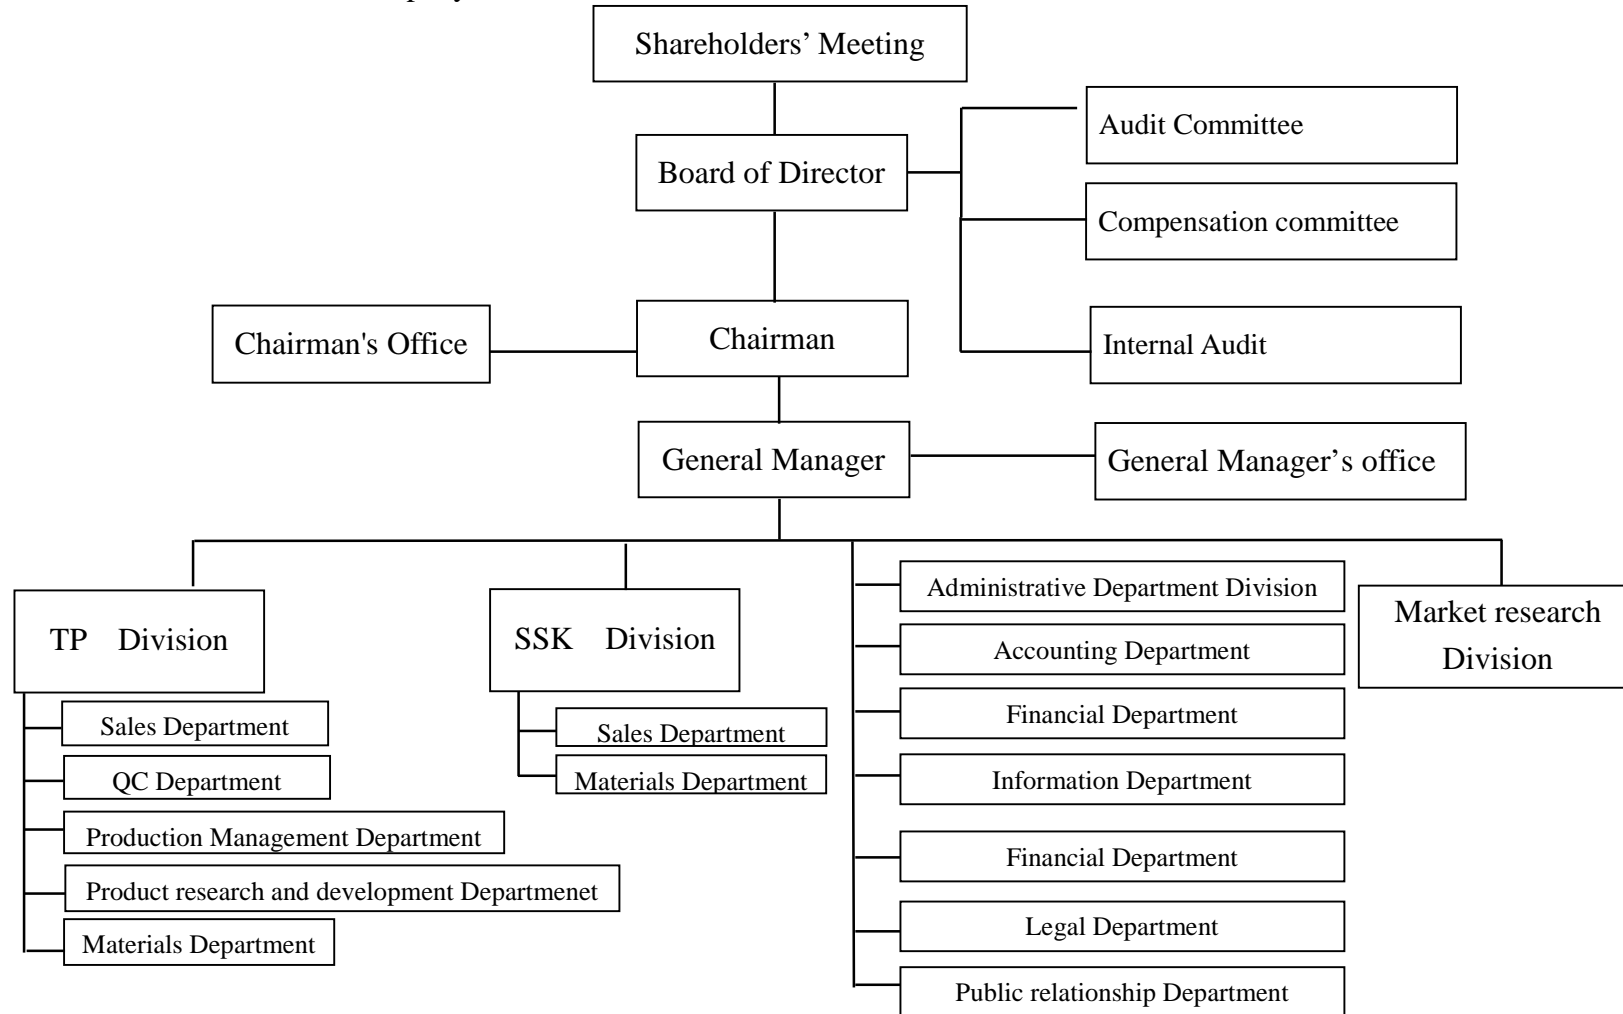 Shareholders’ Meeting
Audit Committee
Board of Director
Compensation committee
Chairman's Office
Chairman
Internal Audit
General Manager
General Manager’s office
TP Division
SSK Division
Administrative Department Division
Market research
Division
Accounting Department
Sales Department
Sales Department
Financial Department
QC Department
Materials Department
Information Department
Production Management Department
Financial Department
Product research and development Departmenet
Legal Department
Materials Department
Public relationship Department